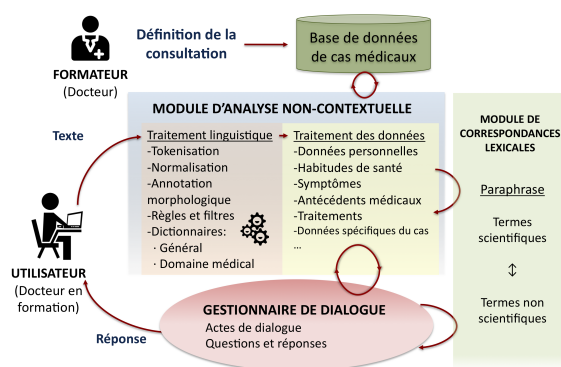 Définition de la
consultation
Base de données
de cas médicaux
FORMATEUR
(Docteur)
MODULE D'ANALYSE NON-CONTEXTUELLE
Texte
Traitement linguistique
-Tokenisation
-Normalisation
-Annotation
morphologique
-Règles et filtres
-Dictionnaires:
· Général
· Domaine médical
Traitement des données
-Données personnelles
-Habitudes de santé
-Symptômes
-Antécédents médicaux
-Traitements
-Données spécifiques du cas
...
MODULE DE
CORRESPONDANCES
LEXICALES
Paraphrase
Termes
scientifiques
Termes non
scientifiques
UTILISATEUR
(Docteur en
formation)
Réponse
GESTIONNAIRE DE DIALOGUE
Actes de dialogue
Questions et réponses